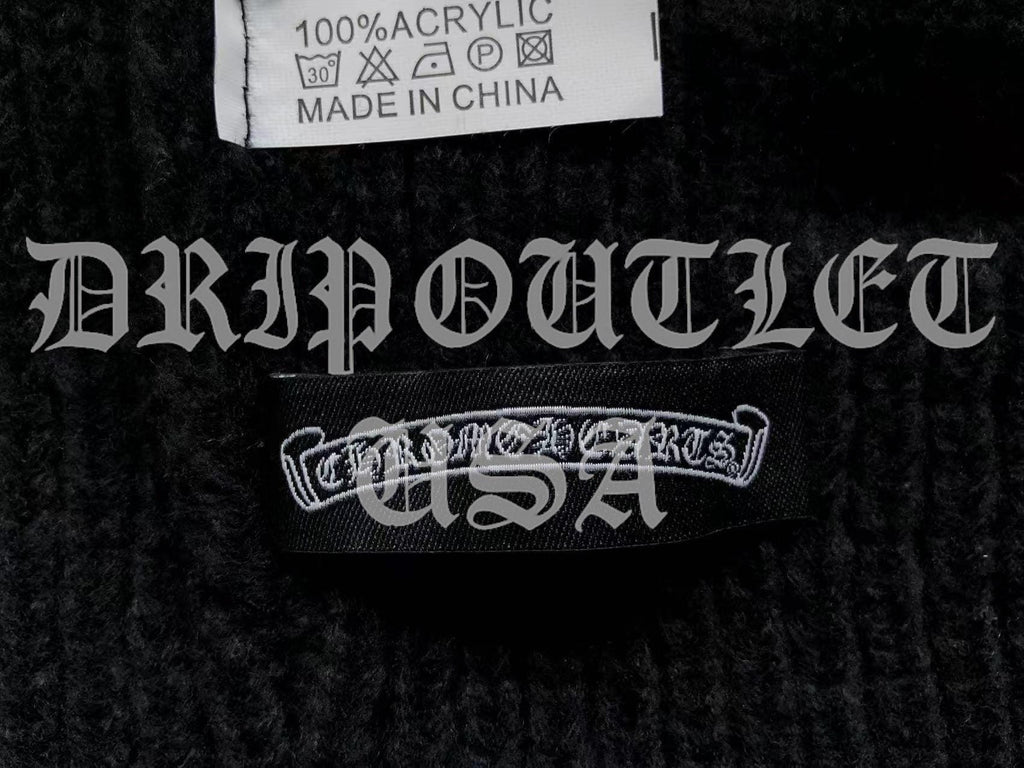 100%ACRYLIC
30°
P
MADE IN CHINA
DRIPOUTLET
CHROME HEARTS
USA